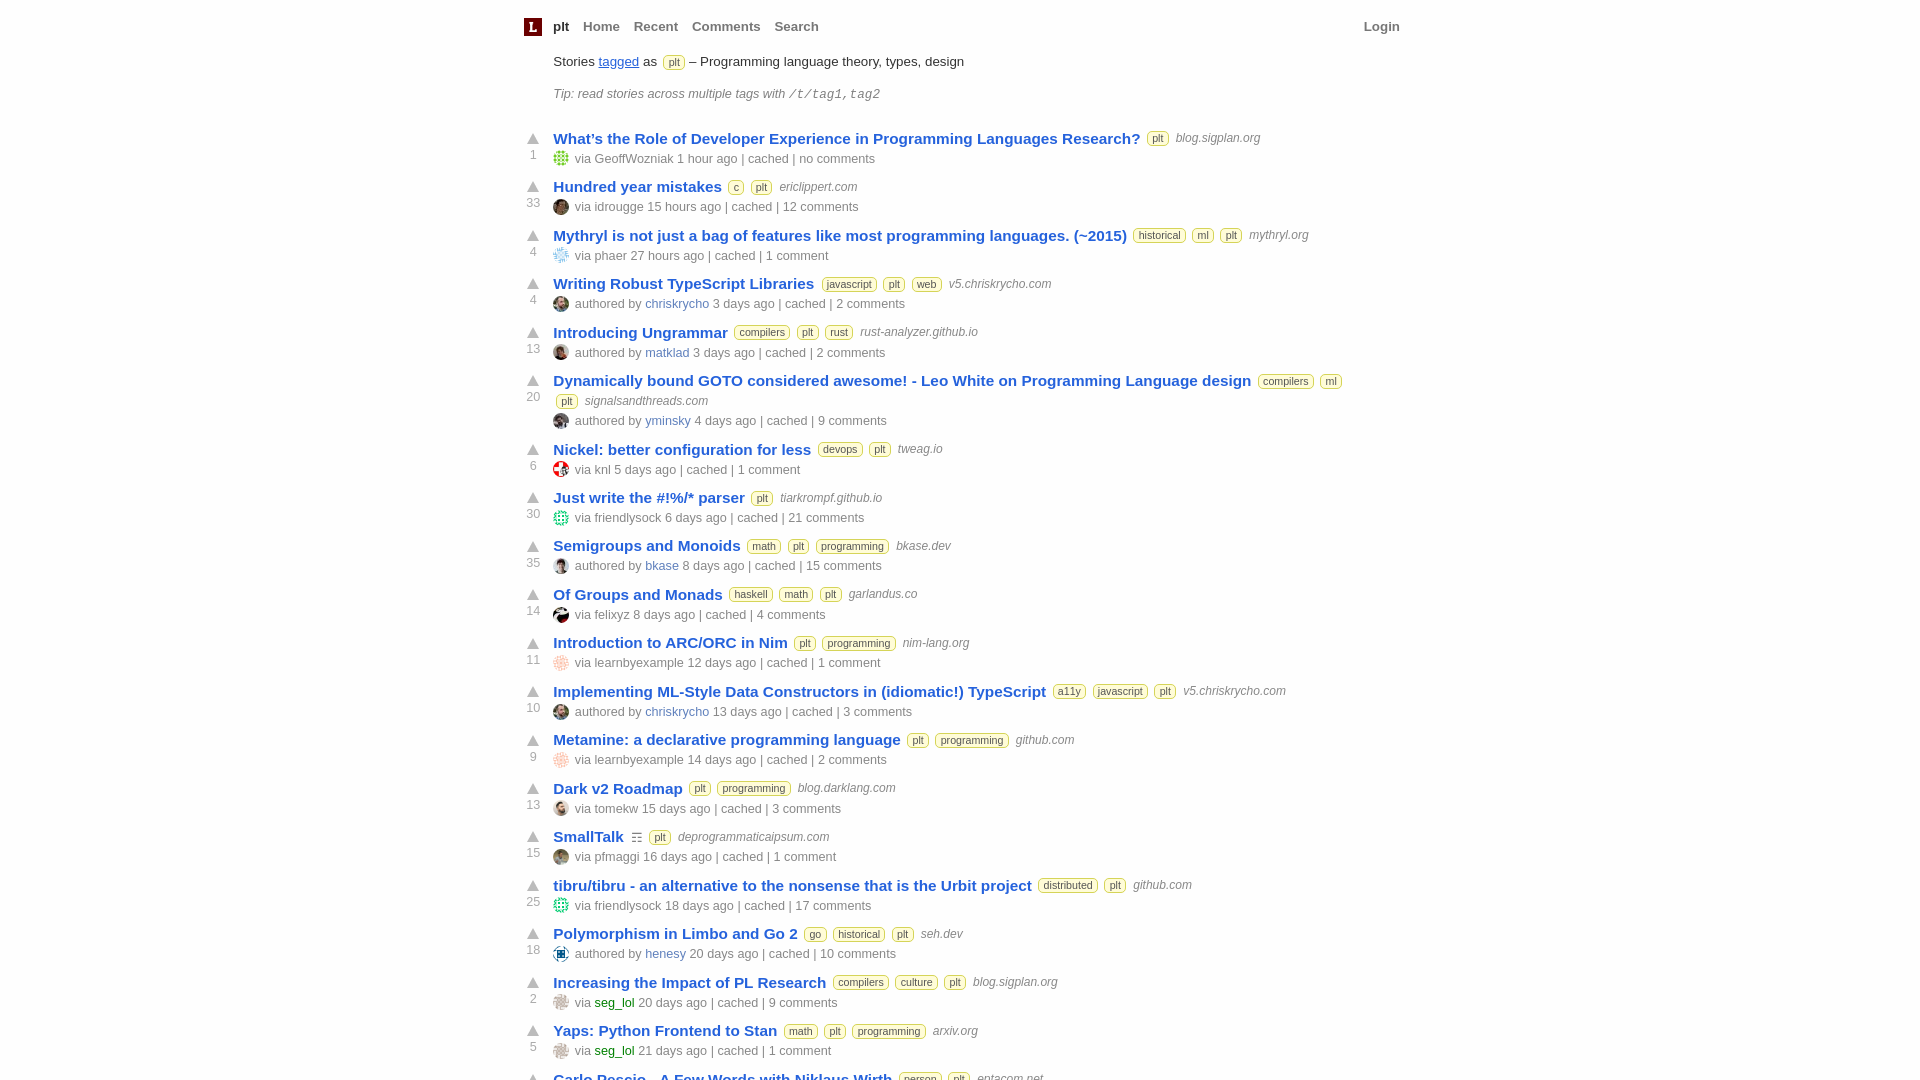 L plt Home Recent Comments Search Login
Stories tagged as plt – Programming language theory, types, design
Tip: read stories across multiple tags with /t/tag1,tag2
What’s the Role of Developer Experience in Programming Languages Research? plt blog.sigplan.org
1 via GeoffWozniak 1 hour ago | cached | no comments
Hundred year mistakes c plt ericlippert.com
33 via idrougge 15 hours ago | cached | 12 comments
Mythryl is not just a bag of features like most programming languages. (~2015) historical ml plt mythryl.org
4 via phaer 27 hours ago | cached | 1 comment
Writing Robust TypeScript Libraries javascript plt web v5.chriskrycho.com
4 authored by chriskrycho 3 days ago | cached | 2 comments
Introducing Ungrammar compilers plt rust rust-analyzer.github.io
13 authored by matklad 3 days ago | cached | 2 comments
Dynamically bound GOTO considered awesome! - Leo White on Programming Language design compilers ml
20 plt signalsandthreads.com
authored by yminsky 4 days ago | cached | 9 comments
Nickel: better configuration for less devops plt tweag.io
6 via knl 5 days ago | cached | 1 comment
Just write the #!%/* parser plt tiarkrompf.github.io
30 via friendlysock 6 days ago | cached | 21 comments
Semigroups and Monoids math plt programming bkase.dev
35 authored by bkase 8 days ago | cached | 15 comments
Of Groups and Monads haskell math plt garlandus.co
14 via felixyz 8 days ago | cached | 4 comments
Introduction to ARC/ORC in Nim plt programming nim-lang.org
11 via learnbyexample 12 days ago | cached | 1 comment
Implementing ML-Style Data Constructors in (idiomatic!) TypeScript a11y javascript plt v5.chriskrycho.com
10 authored by chriskrycho 13 days ago | cached | 3 comments
Metamine: a declarative programming language plt programming github.com
9 via learnbyexample 14 days ago | cached | 2 comments
Dark v2 Roadmap plt programming blog.darklang.com
13 via tomekw 15 days ago | cached | 3 comments
SmallTalk ☶ plt deprogrammaticaipsum.com
15 via pfmaggi 16 days ago | cached | 1 comment
tibru/tibru - an alternative to the nonsense that is the Urbit project distributed plt github.com
25 via friendlysock 18 days ago | cached | 17 comments
Polymorphism in Limbo and Go 2 go historical plt seh.dev
18 authored by henesy 20 days ago | cached | 10 comments
Increasing the Impact of PL Research compilers culture plt blog.sigplan.org
2 via seg_lol 20 days ago | cached | 9 comments
Yaps: Python Frontend to Stan math plt programming arxiv.org
5 via seg_lol 21 days ago | cached | 1 comment
Carlo Pescio - A Few Words with Niklaus Wirth person plt eptacom.net